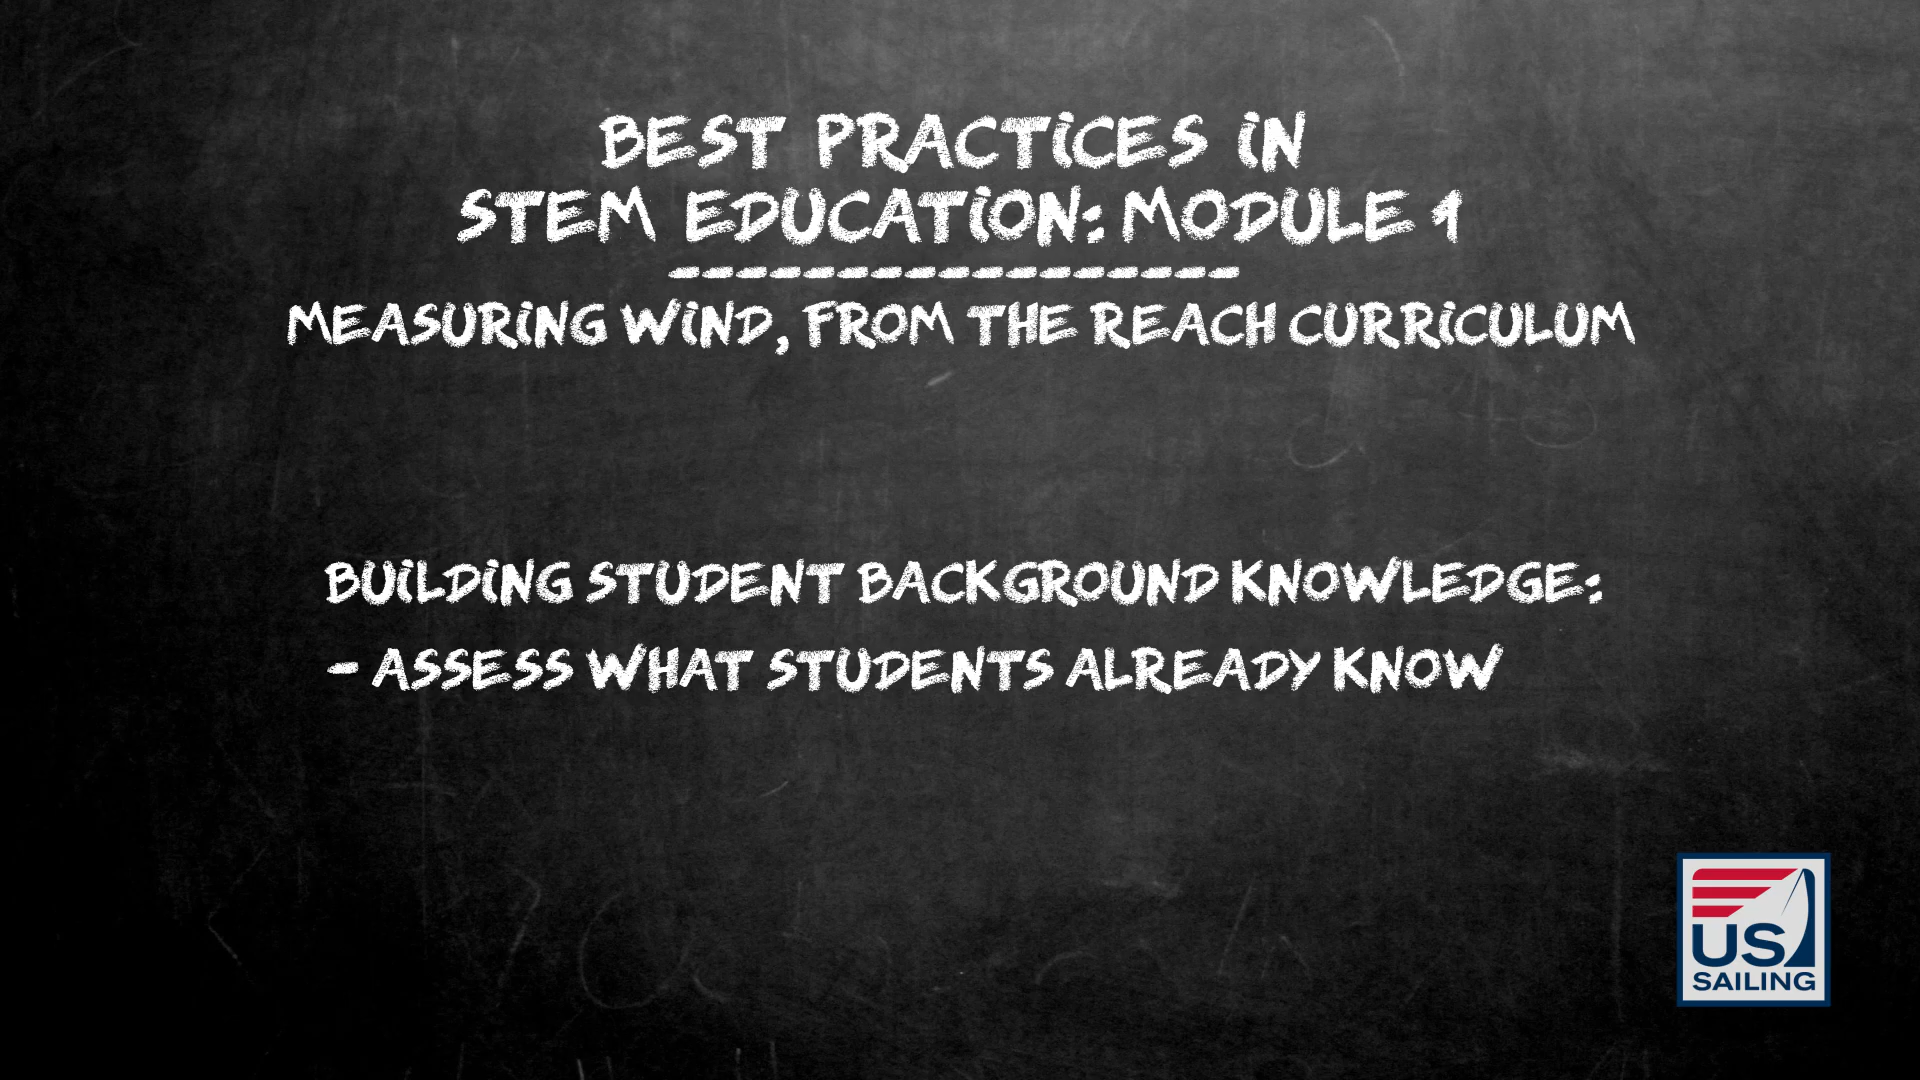 BEST PRACTICES IN
STEM EDUCATION: MODULE 1
-----------------
MEASURING WIND, FROM THE REACH CURRICULUM
BUILDING STUDENT BACKGROUND KNOWLEDGE:
- ASSESS WHAT STUDENTS ALREADY KNOW
US
SAILING